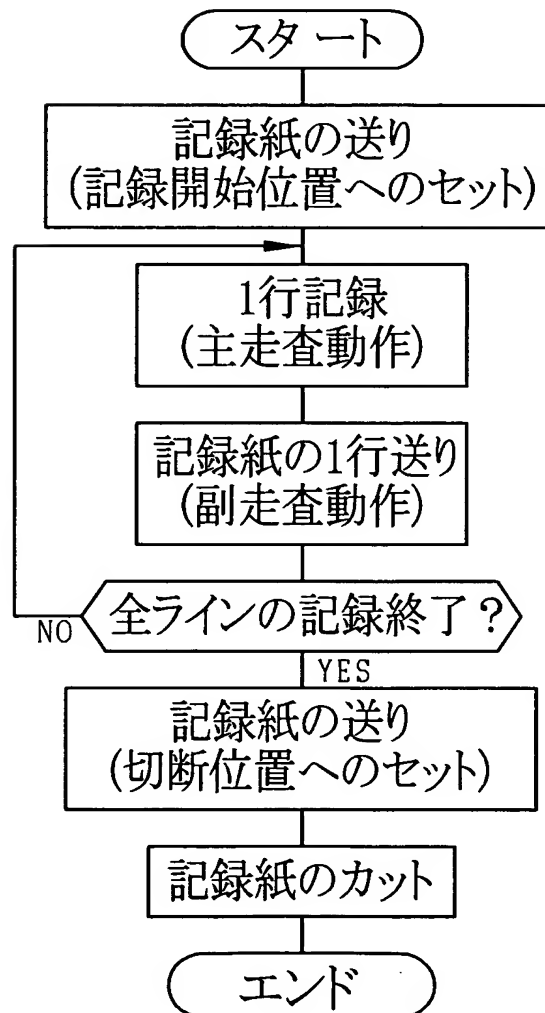 スタート
記録紙の送り
(記録開始位置へのセット)
1行記録
(主走査動作)
記録紙の1行送り
(副走査動作)
全ラインの記録終了?
NO
YES
記録紙の送り
(切断位置へのセット)
記録紙のカット
エンド